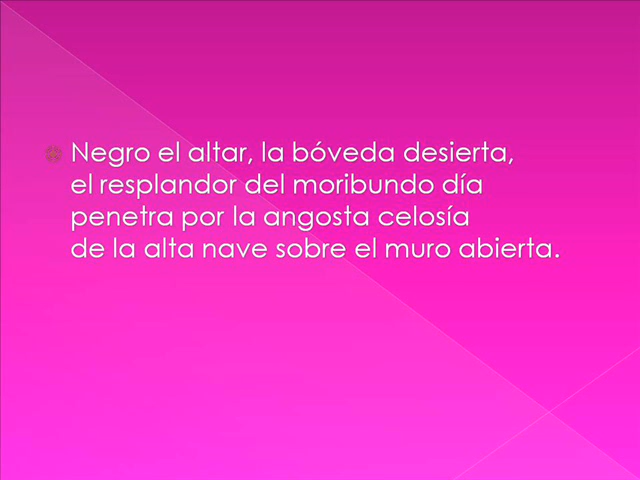 Negro el altar, la bóveda desierta,
el resplandor del moribundo día
penetra por la angosta celosía
de la alta nave sobre el muro abierta.